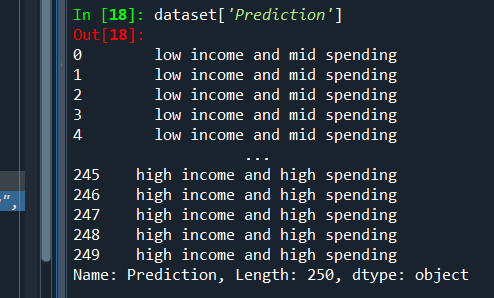 In [18]: dataset['Prediction']
Out[18]:
0 low income and mid spending
1 low income and mid spending
2 low income and mid spending
3 low income and mid spending
4 low income and mid spending
...
245 high income and high spending
246 high income and high spending
247 high income and high spending
248 high income and high spending
249 high income and high spending
Name: Prediction, Length: 250, dtype: object
",